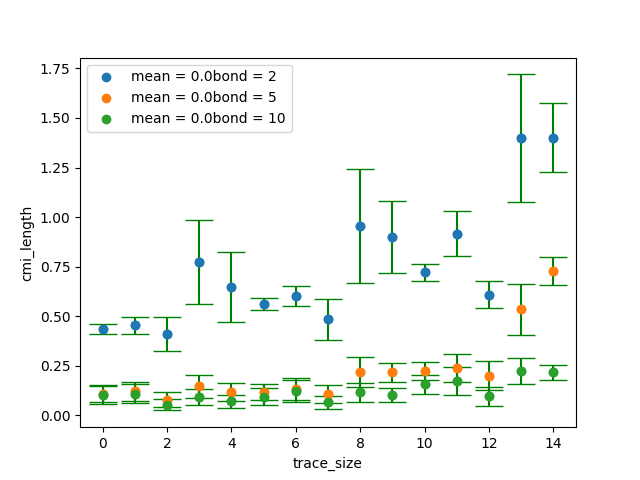 mean = 0.0bond = 2
mean = 0.0bond = 5
mean = 0.0bond = 10
1.75
1.50
1.25
1.00
0.75
0.50
0.25
0.00
cmi_length
0 2 4 6 8 10 12 14
trace_size